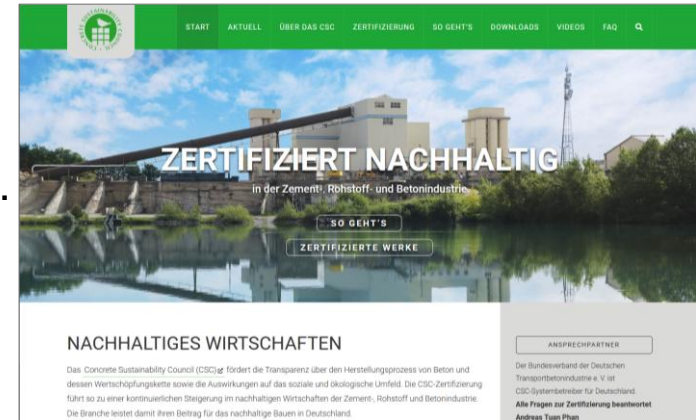 START AKTUELL ÜBER DAS CSC ZERTIFIZIERUNG SO GEHT'S DOWNLOADS VIDEOS FAQ
ZERTIFIZIERT NACHHALTIG
in der Zement-, Rohstoff- und Betonindustrie
SO GEHT'S
ZERTIFIZIERTE WERKE
NACHHALTIGES WIRTSCHAFTEN
Das Concrete Sustainability Council (CSC) fördert die Transparenz über den Herstellungsprozess von Beton und
dessen Wertschöpfungskette sowie die Auswirkungen auf das soziale und ökologische Umfeld. Die CSC-Zertifizierung
führt so zu einer kontinuierlichen Steigerung im nachhaltigen Wirtschaften der Zement-, Rohstoff und Betonindustrie.
Die Branche leistet damit ihren Beitrag für das nachhaltige Bauen in Deutschland.
ANSPRECHPARTNER
Der Bundesverband der Deutschen
Transportbetonindustrie e. V. ist
CSC-Systembetreiber für Deutschland.
Alle Fragen zur Zertifizierung beantwortet
Andreas Tuan Phan